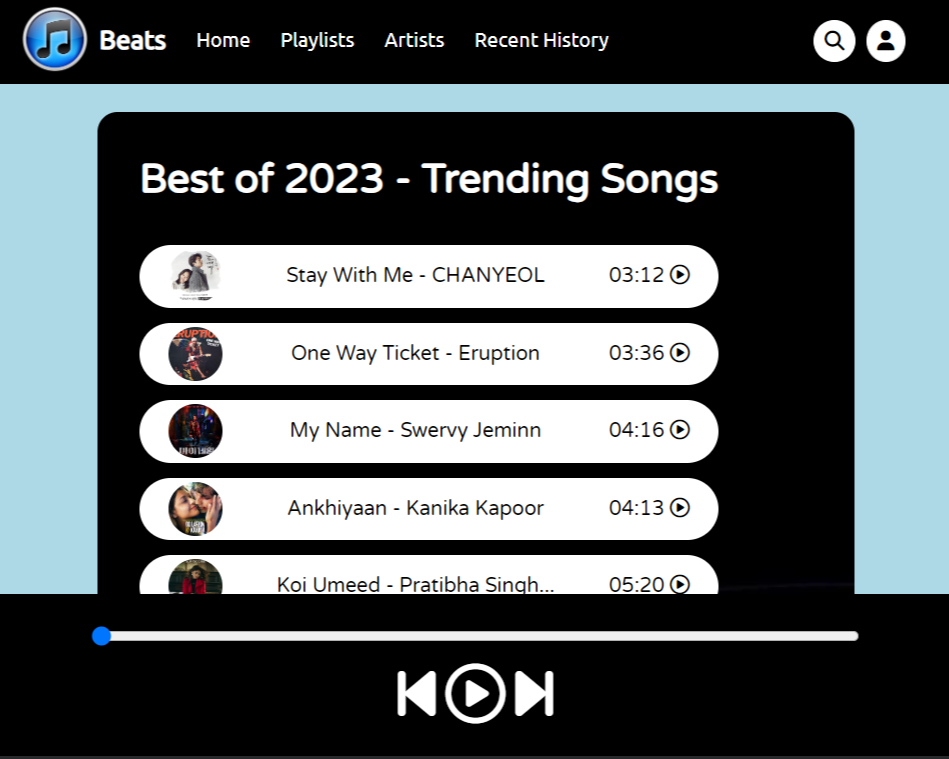 Beats Home Playlists Artists Recent History
Best of 2023 - Trending Songs
Stay With Me - CHANYEOL 03:12
One Way Ticket - Eruption 03:36
My Name - Swervy Jeminn 04:16
Ankhiyaan - Kanika Kapoor 04:13
Koi Umeed - Pratibha Singh... 05:20